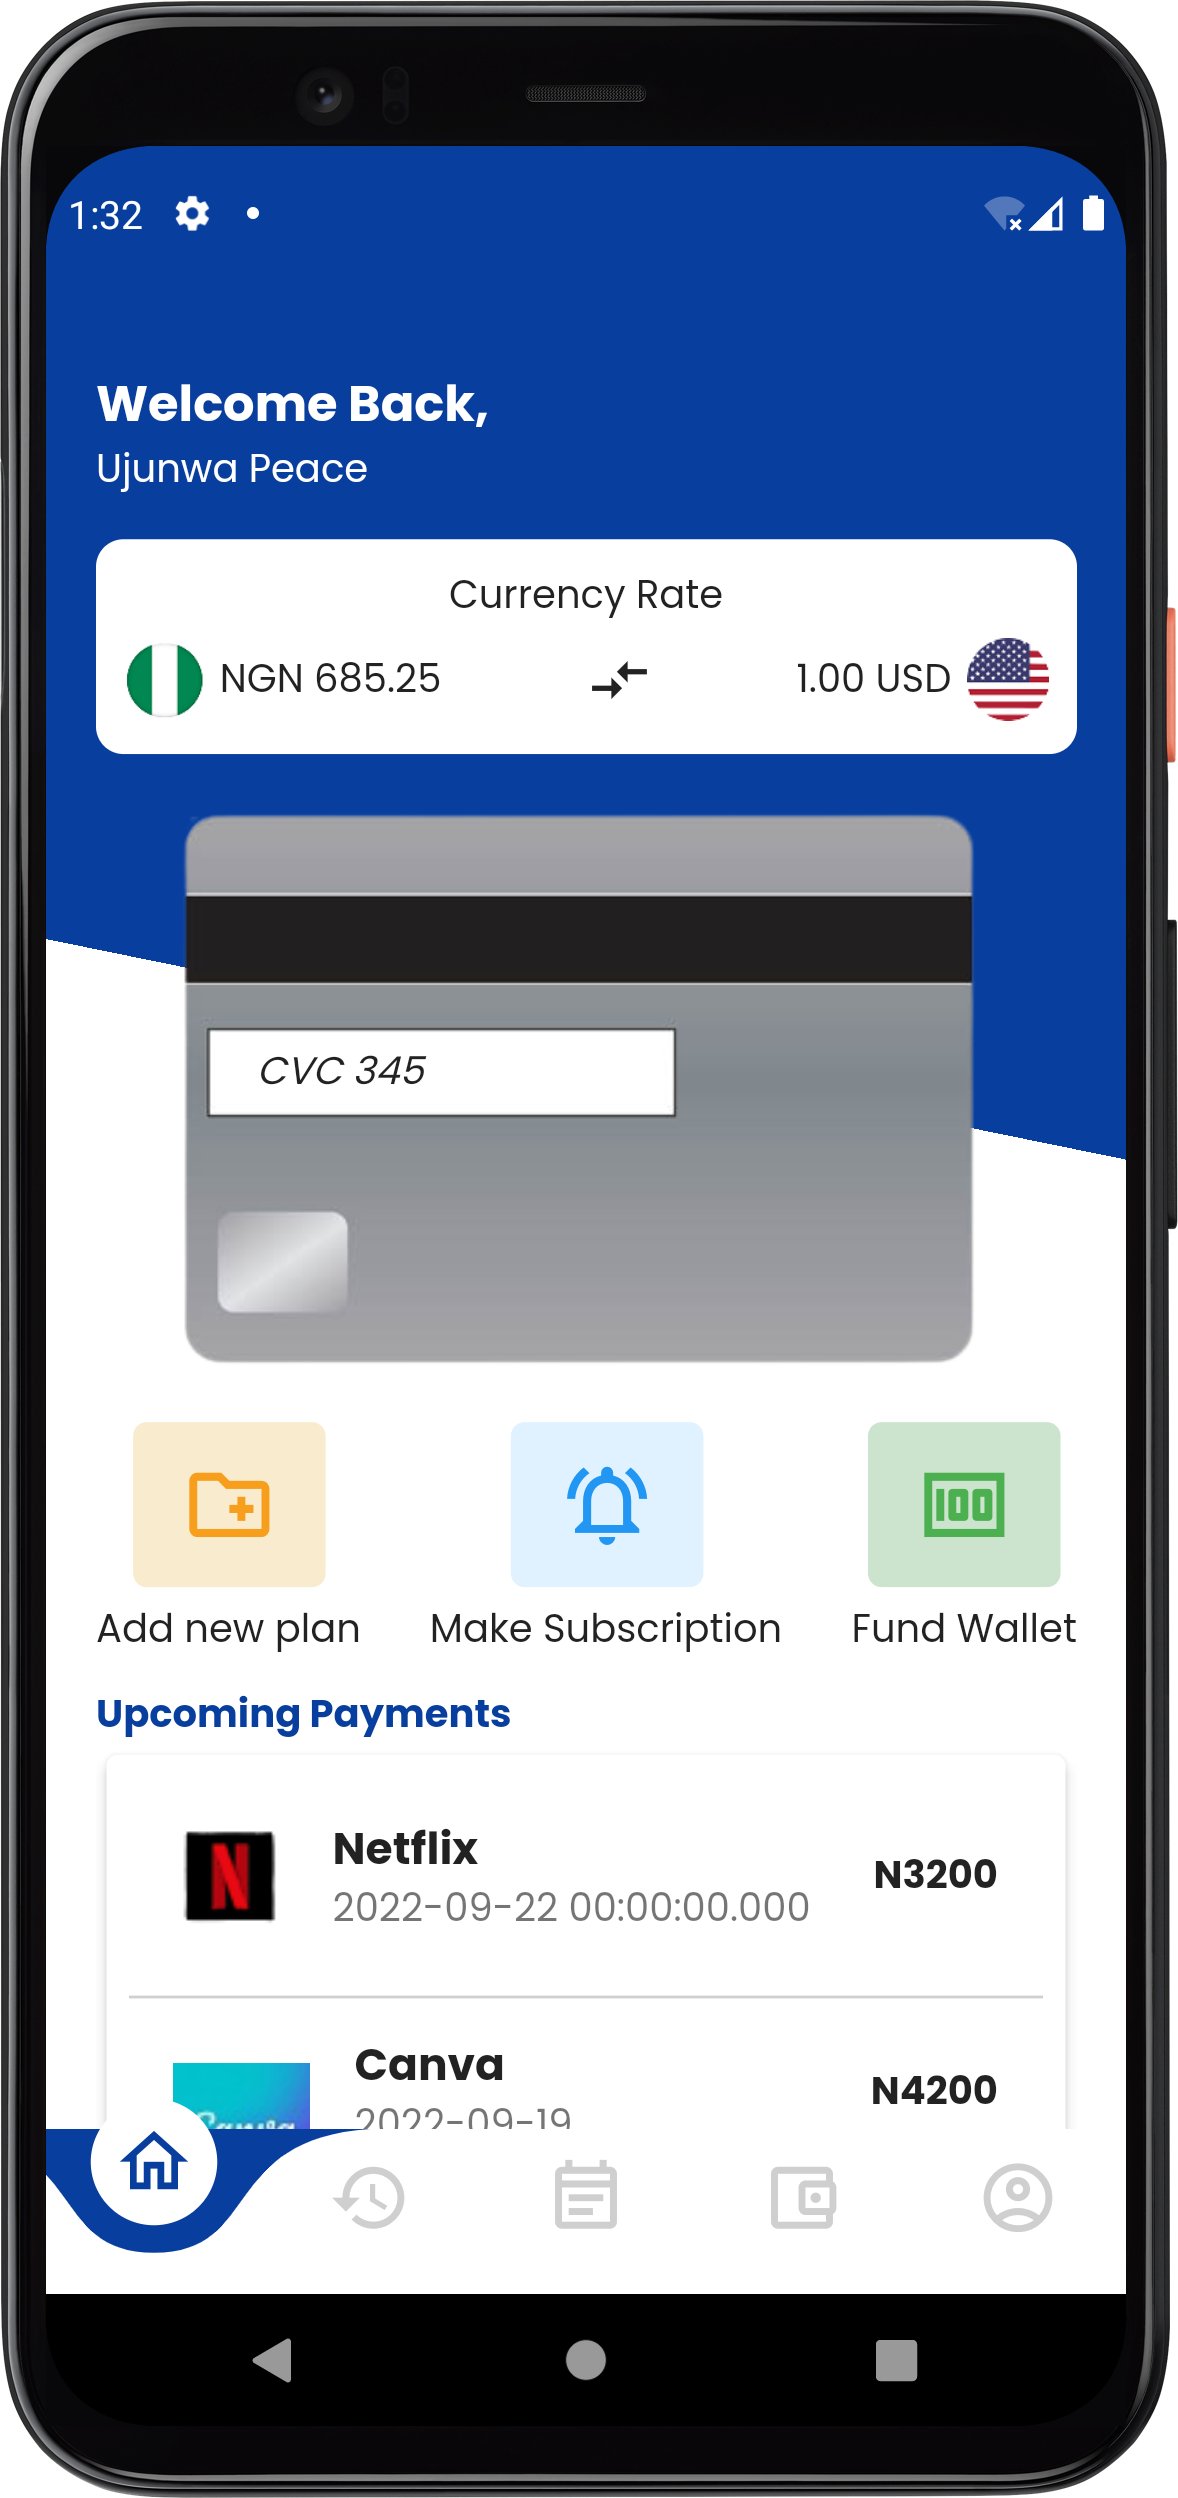 1:32
Welcome Back,
Ujunwa Peace
Currency Rate
NGN 685.25
1.00 USD
CVC 345
100
Add new plan
Make Subscription
Fund Wallet
Upcoming Payments
N
Netflix
2022-09-22 00:00:00.000
N3200
Canva
Canva
2022-09-19
N4200